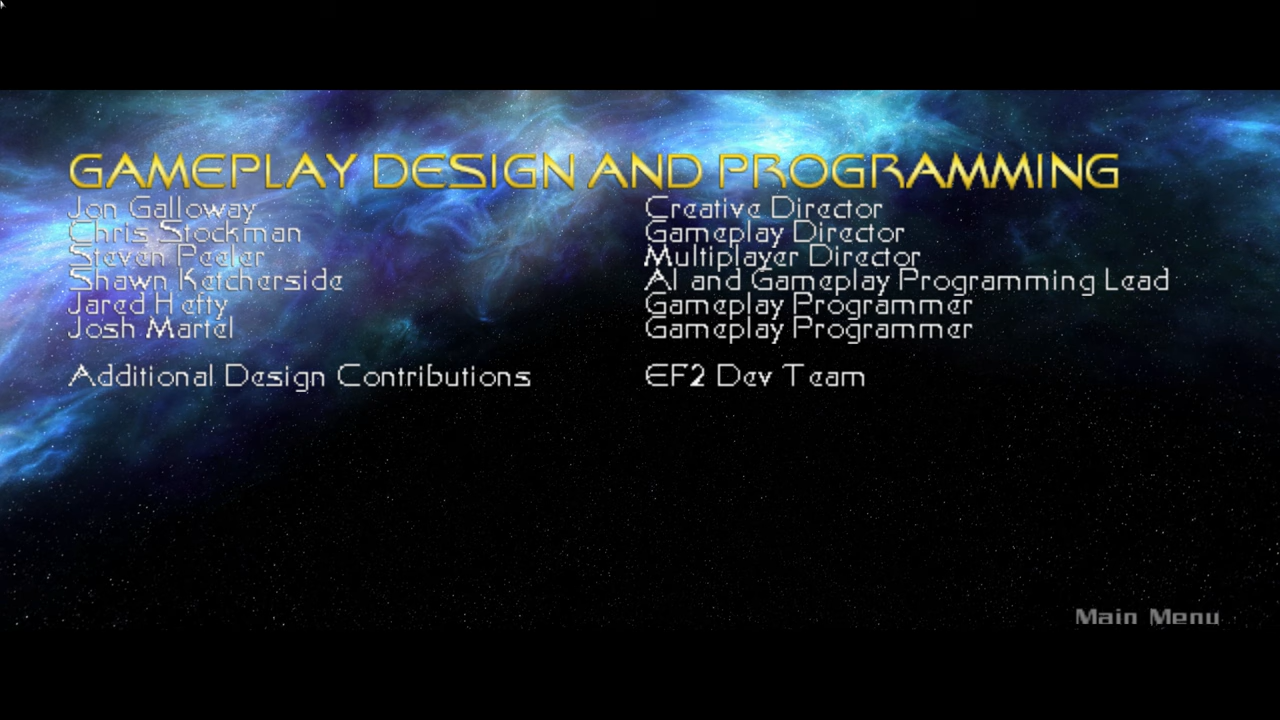 GAMEPLAY DESIGN AND PROGRAMMING
Jon Galloway Creative Director
Chris Stockman Gameplay Director
Steven Peeler Multiplayer Director
Shawn Ketcherside AI and Gameplay Programming Lead
Jared Hefty Gameplay Programmer
Josh Martel Gameplay Programmer
Additional Design Contributions EF2 Dev Team
Main Menu